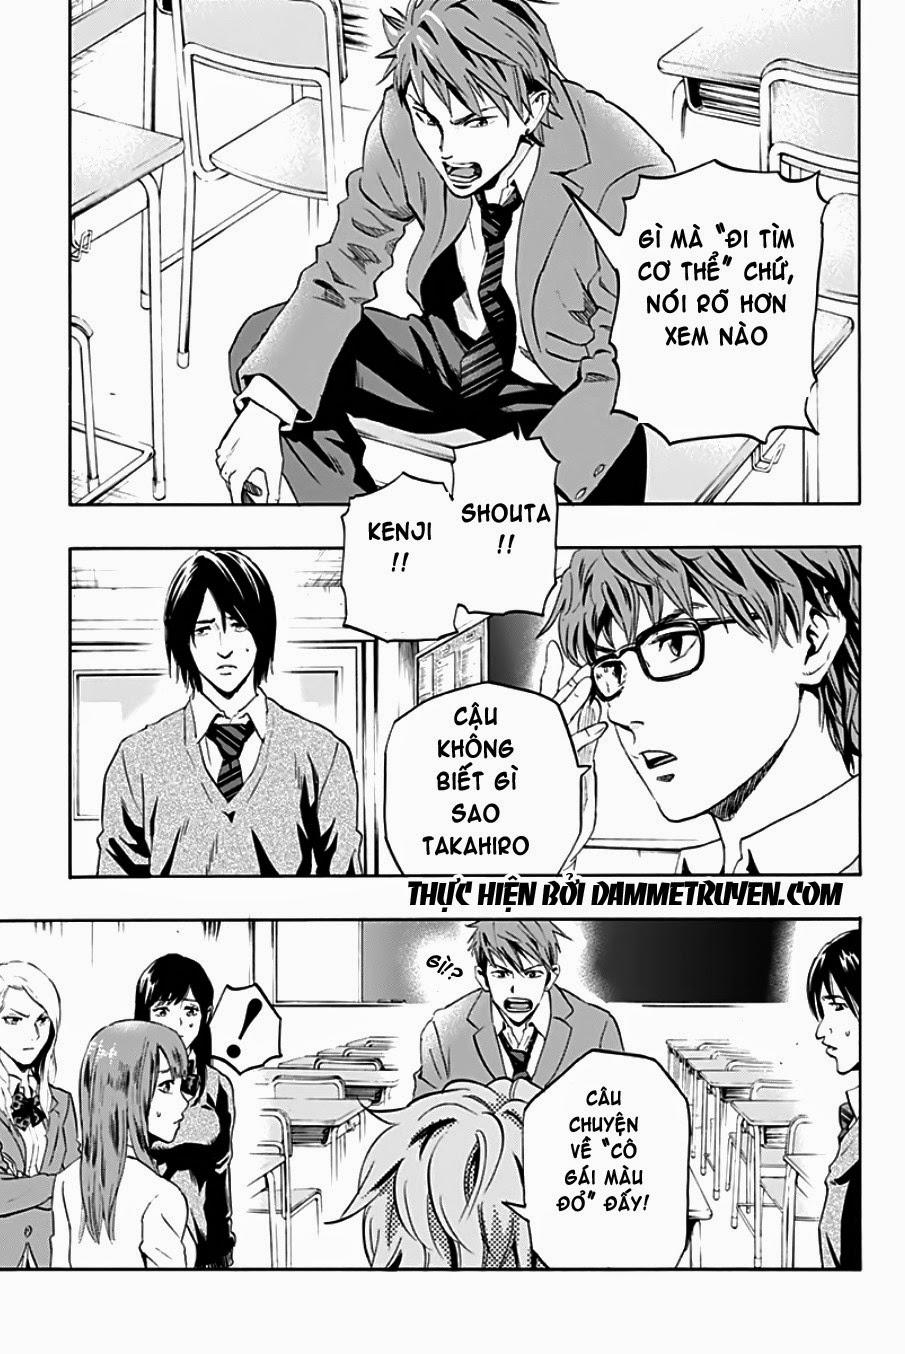 GÌ MÀ "ĐI TÌM
CƠ THỂ" CHỨ,
NÓI RÕ HƠN
XEM NÀO
SHOUTA
!!
KENJI
!!
CẬU
KHÔNG
BIẾT GÌ
SAO
TAKAHIRO
THỰC HIỆN BỞI DAMMETRUYEN.COM
GÌ!?
!
CÂU
CHUYỆN
VỀ "CÔ
GÁI MÀU
ĐỎ" ĐẤY!